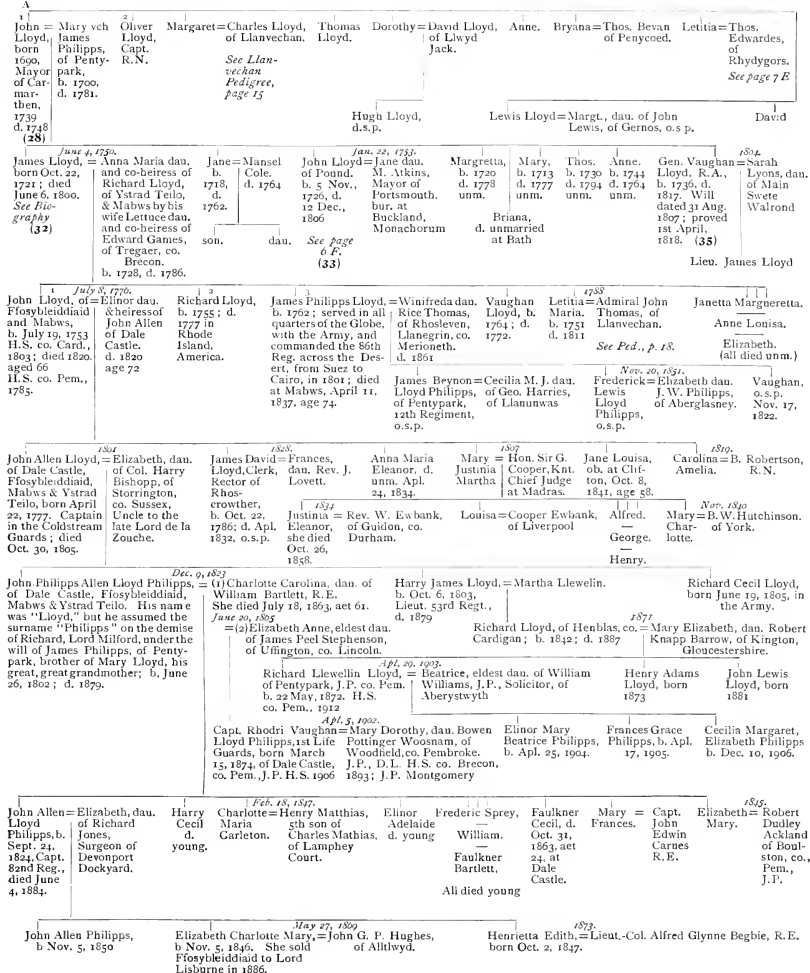 A
1
John = Mary vch
Lloyd, James
born Philipps,
1690, of Penty-
Mayor park,
of Car- b. 1700,
marthen, d. 1781.
1739
d. 1748
(28)
2
Oliver
Lloyd,
Capt.
R.N.
Margaret=Charles Lloyd,
of Llanvechan.
See Llan-
vechan
Pedigree,
page 15
Thomas
Lloyd.
Dorothy=David Lloyd,
of Llwyd
Jack.
Anne.
Bryana=Thos. Bevan
of Penycoed.
Letitia=Thos.
Edwardes,
of
Rhydygors.
See page 7 E
Hugh Lloyd,
d.s.p.
Lewis Lloyd=Margt., dau. of John
Lewis, of Gernos, o.s p.
David
June 4, 1750.
James Lloyd, = Anna Maria dau.
born Oct. 22, and co-heiress of
1721; died Richard Lloyd,
June 6, 1800. of Ystrad Teilo,
See Bio- & Mabws by his
graphy wife Lettuce dau.
(32) and co-heiress of
Edward Games,
of Tregaer, co.
Brecon.
b. 1728, d. 1786.
Jane=Mansel
b. Cole.
1718, d. 1764
d.
1762.
son. dau.
Jan. 22, 1753.
John Lloyd=Jane dau.
of Pound. M. Atkins,
b. 5 Nov., Mayor of
1726, d. Portsmouth.
12 Dec., bur. at
1806 Buckland,
See page Monachorum
6 F.
(33)
Margretta,
b. 1720
d. 1778
unm.
Mary,
b. 1713
d. 1777
unm.
Thos.
b. 1730
d. 1794
unm.
Anne.
b. 1744
d. 1764
unm.
Briana,
d. unmarried
at Bath
1804.
Gen. Vaughan=Sarah
Lloyd, R.A., Lyons, dau.
b. 1736, d. of Main
1817. Will Swete
dated 31 Aug. Walrond
1807; proved
1st April,
1818. (35)
Lieu. James Lloyd
1
July 8, 1776.
John Lloyd, of=Elinor dau.
Ffosybleiddiaid &heiressof
and Mabws, John Allen
b. July 19, 1753 of Dale
H.S. co. Card., Castle.
1803; died 1820. d. 1820
aged 66 age 72
H.S. co. Pem.,
1785.
2
Richard Lloyd,
b. 1755; d.
1777 in
Rhode
Island,
America.
3
James Philipps Lloyd,=Winifreda dau.
b. 1762; served in all Rice Thomas,
quarters of the Globe, of Rhosleven,
with the Army, and Llanegrin, co.
commanded the 86th Merioneth.
Reg. across the Des- d. 1861
ert, from Suez to
Cairo, in 1801; died
at Mabws, April 11,
1837, age 74.
Vaughan
Lloyd, b.
1764; d.
1772.
1788
Letitia=Admiral John
Maria. Thomas, of
b. 1751 Llanvechan.
d. 1811
See Ped., p. 18.
Janetta Margueretta.
—
Anne Louisa.
—
Elizabeth.
(all died unm.)
James Beynon=Cecilia M. J. dau.
Lloyd Philipps, of Geo. Harries,
of Pentypark, of Llanunwas
12th Regiment,
o.s.p.
Nov. 20, 1851.
Frederick=Elizabeth dau.
Lewis J. W. Philipps,
Lloyd of Aberglasney.
Philipps,
o.s.p.
Vaughan,
o.s.p.
Nov. 17,
1822.
1801
John Allen Lloyd,=Elizabeth, dau.
of Dale Castle, of Col. Harry
Ffosybleiddiaid, Bishopp, of
Mabws & Ystrad Storrington,
Teilo, born April co. Sussex,
22, 1777. Captain Uncle to the
in the Coldstream late Lord de la
Guards; died Zouche.
Oct. 30, 1805.
1828.
James David=Frances,
Lloyd,Clerk, dau. Rev. J.
Rector of Lovett.
Rhos-
crowther,
b. Oct. 22,
1786; d. Apl.
1832, o.s.p.
Anna Maria
Eleanor, d.
unm. Apl.
24, 1834.
1807
Mary = Hon. Sir G.
Justinia Cooper,Knt.
Martha Chief Judge
at Madras.
Jane Louisa,
ob. at Clif-
ton, Oct. 8,
1841, age 58.
1819.
Carolina=B. Robertson,
Amelia. R.N.
1834
Justinia = Rev. W. Ewbank,
Eleanor, of Guidon, co.
she died Durham.
Oct. 26,
1858.
Louisa=Cooper Ewbank,
of Liverpool
Alfred.
—
George.
—
Henry.
Nov. 1840
Mary=B.W.Hutchinson.
Char- of York.
lotte.
Dec. 9, 1823
John Philipps Allen Lloyd Philipps, = (1) Charlotte Carolina, dau. of
of Dale Castle, Ffosybleiddiaid, William Bartlett, R.E.
Mabws & Ystrad Teilo. His name She died July 18, 1863, aet 61.
was "Lloyd," but he assumed the June 20, 1865
surname "Philipps" on the demise =(2)Elizabeth Anne, eldest dau.
of Richard, Lord Milford, under the of James Peel Stephenson,
will of James Philipps, of Penty- of Uffington, co. Lincoln.
park, brother of Mary Lloyd, his
great, great grandmother; b. June
26, 1802; d. 1879.
Harry James Lloyd,=Martha Llewelin.
b. Oct. 6, 1803,
Lieut. 53rd Regt.,
d. 1879
Richard Cecil Lloyd,
born June 19, 1805, in
the Army.
1871
Richard Lloyd, of Henblas, co.=Mary Elizabeth, dau. Robert
Cardigan; b. 1842; d. 1887 Knapp Barrow, of Kington,
Gloucestershire.
Apl. 29, 1903.
Richard Llewellin Lloyd, = Beatrice, eldest dau. of William
of Pentypark, J.P. co. Pem. Williams, J.P., Solicitor, of
b. 22 May, 1872. H.S. Aberystwyth
co. Pem., 1912
Henry Adams
Lloyd, born
1873
John Lewis
Lloyd, born
1881
Apl. 5, 1902.
Capt. Rhodri Vaughan=Mary Dorothy, dau. Bowen
Lloyd Philipps,1st Life Pottinger Woosnam, of
Guards, born March Woodfield,co. Pembroke.
15, 1874, of Dale Castle, J.P., D.L. H.S. co. Brecon,
co. Pem.,J.P. H.S. 1906 1893; J.P. Montgomery
Elinor Mary
Beatrice Philipps,
b. Apl. 25, 1904.
Frances Grace
Philipps, b. Apl.
17, 1905.
Cecilia Margaret,
Elizabeth Philipps
b. Dec. 10, 1906.
John Allen=Elizabeth, dau.
Lloyd of Richard
Philipps, b. Jones,
Sept. 24, Surgeon of
1824,Capt. Devonport
82nd Reg., Dockyard.
died June
4, 1884.
Harry
Cecil
d.
young.
Feb. 18, 1847.
Charlotte=Henry Matthias,
Maria 5th son of
Garleton. Charles Mathias,
of Lamphey
Court.
Elinor
Adelaide
d. young
Frederic Sprey,
—
William.
—
Faulkner
Bartlett,
All died young
Faulkner
Cecil, d.
Oct. 31,
1863, aet
24, at
Dale
Castle.
Mary = Capt.
Frances. John
Edwin
Carnes
R.E.
1845.
Elizabeth= Robert
Mary. Dudley
Ackland
of Boul-
ston, co.,
Pem.,
J.P.
John Allen Philipps,
b Nov. 5, 1850
May 27, 1869
Elizabeth Charlotte Mary,=John G. P. Hughes,
b Nov. 5, 1846. She sold of Alltlwyd.
Ffosybleiddiaid to Lord
Lisburne in 1886.
1873.
Henrietta Edith,=Lieut.-Col. Alfred Glynne Begbie, R.E.
born Oct. 2, 1847.